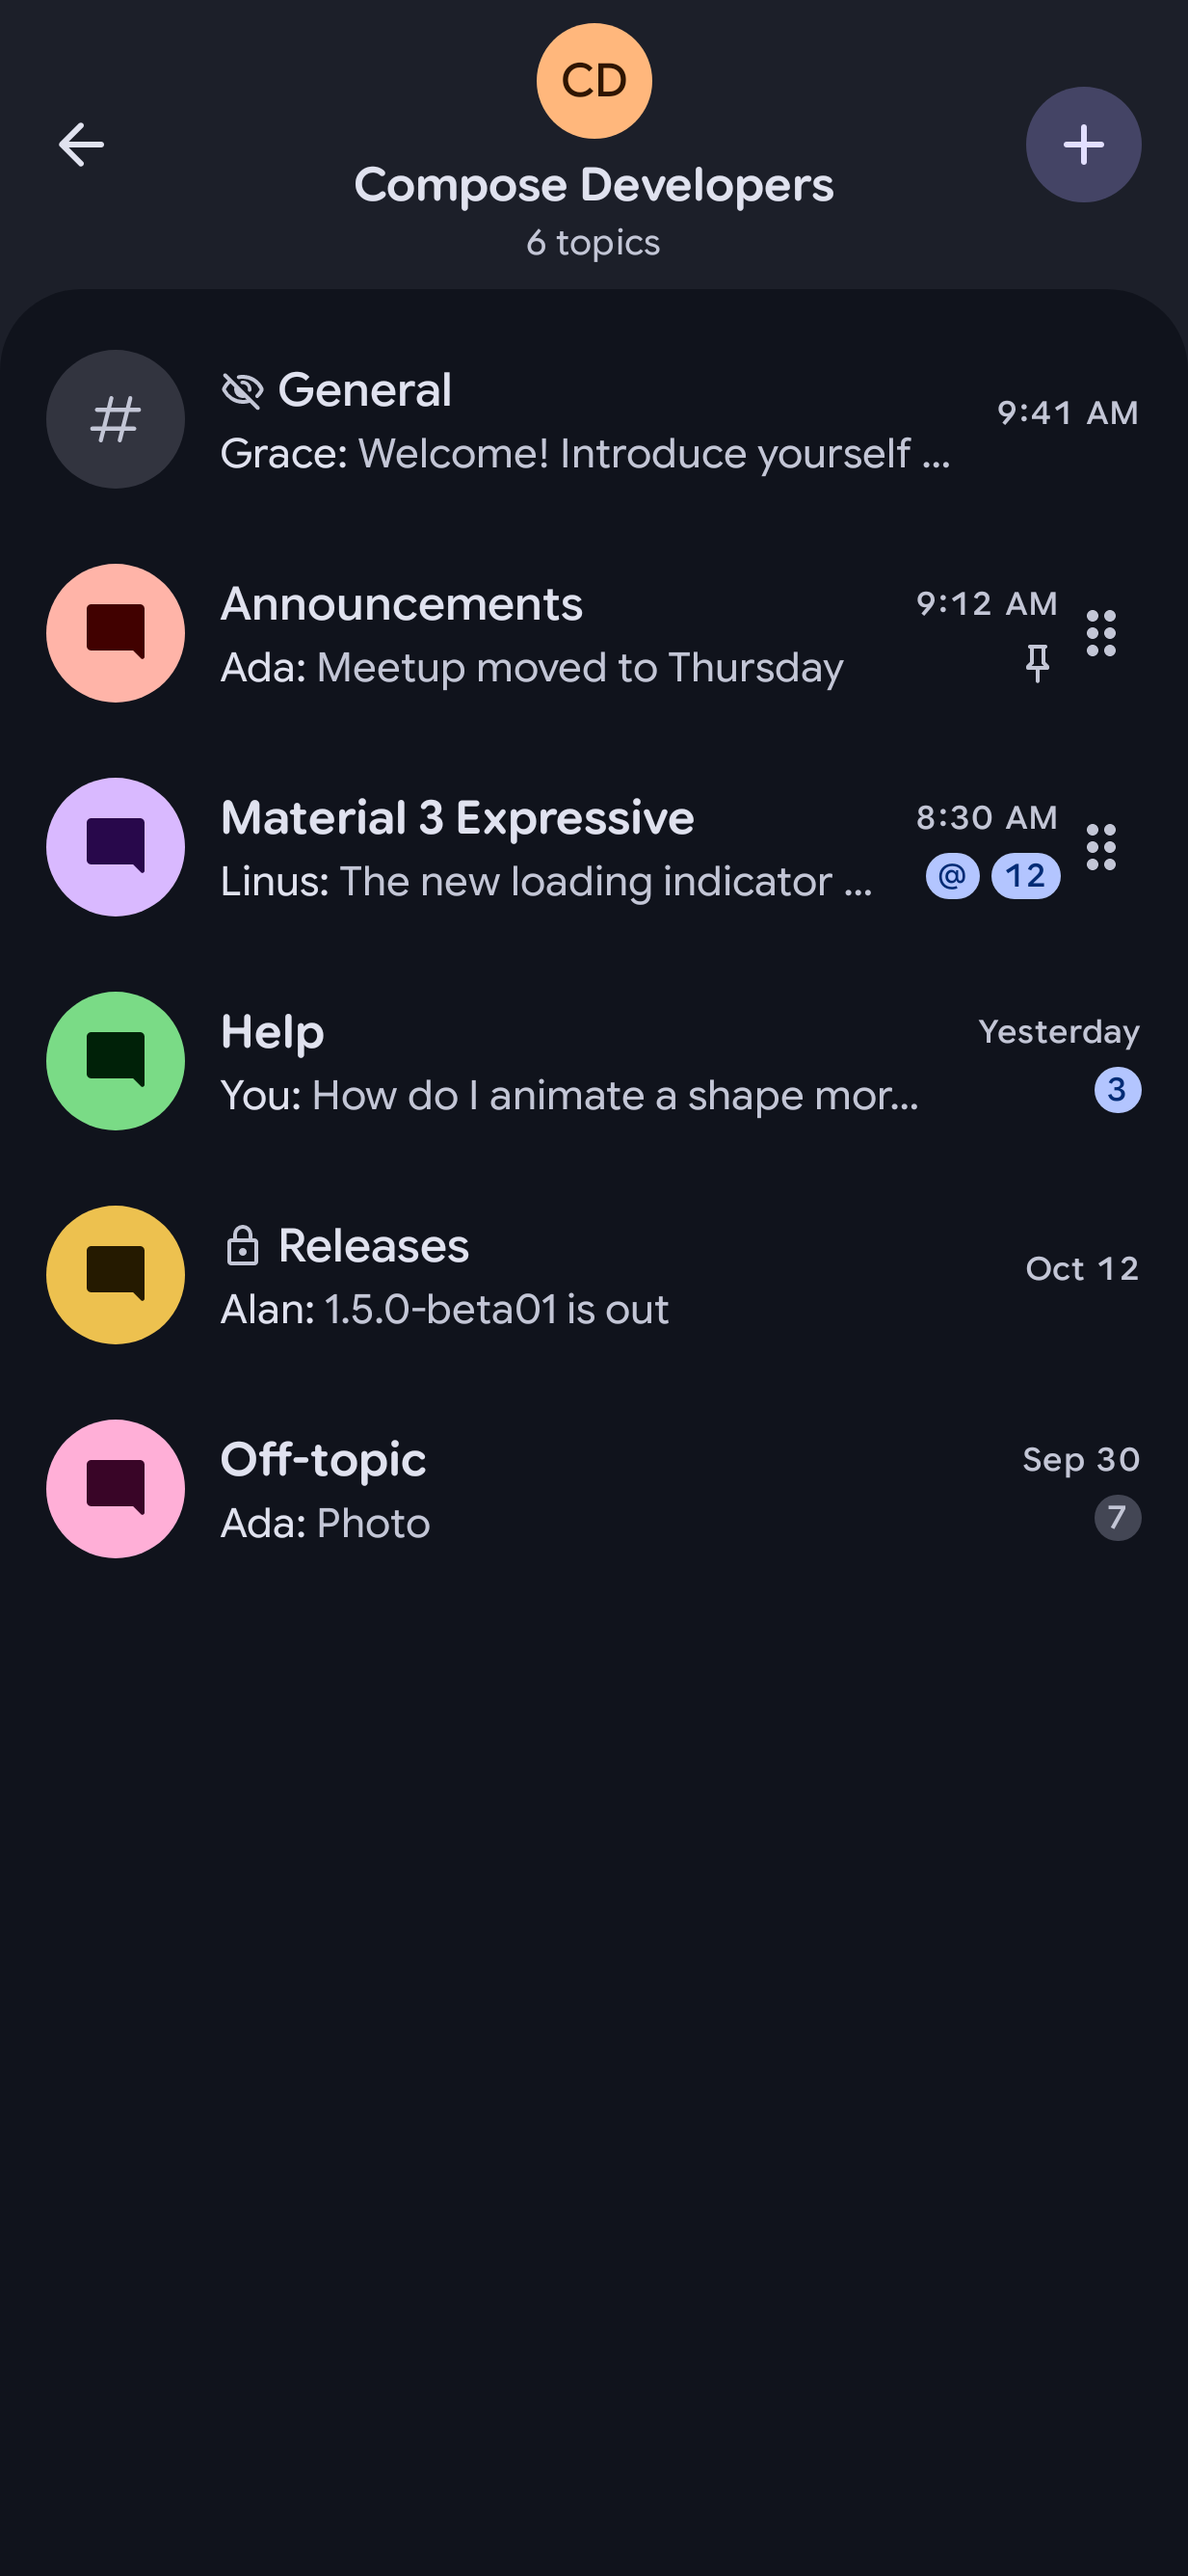 CD
Compose Developers
6 topics
General
9:41 AM
Grace: Welcome! Introduce yourself ...
Announcements
9:12 AM
Ada: Meetup moved to Thursday
Material 3 Expressive
8:30 AM
Linus: The new loading indicator ...
@ 12
Help
Yesterday
You: How do I animate a shape mor...
3
Releases
Oct 12
Alan: 1.5.0-beta01 is out
Off-topic
Sep 30
Ada: Photo
7